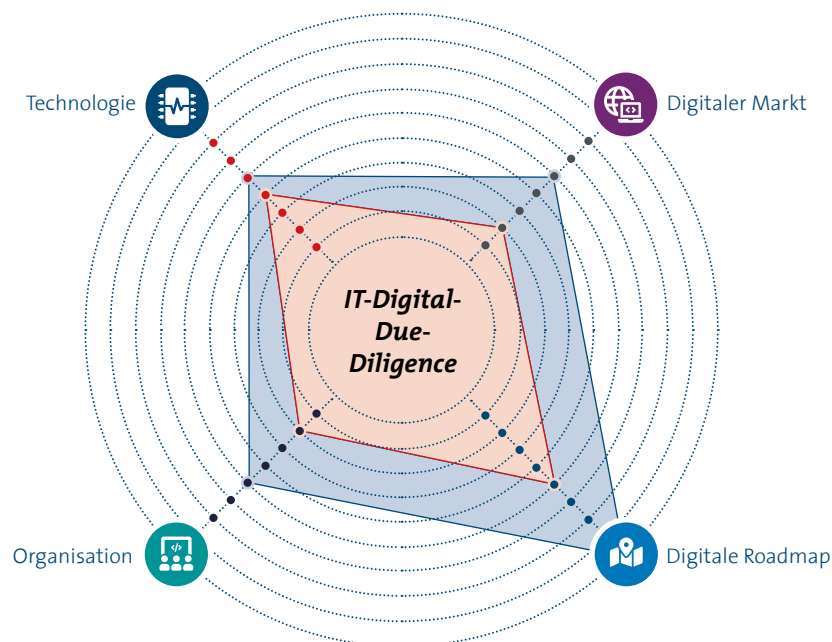 Technologie
Digitaler Markt
IT-Digital-
Due-
Diligence
Organisation
Digitale Roadmap